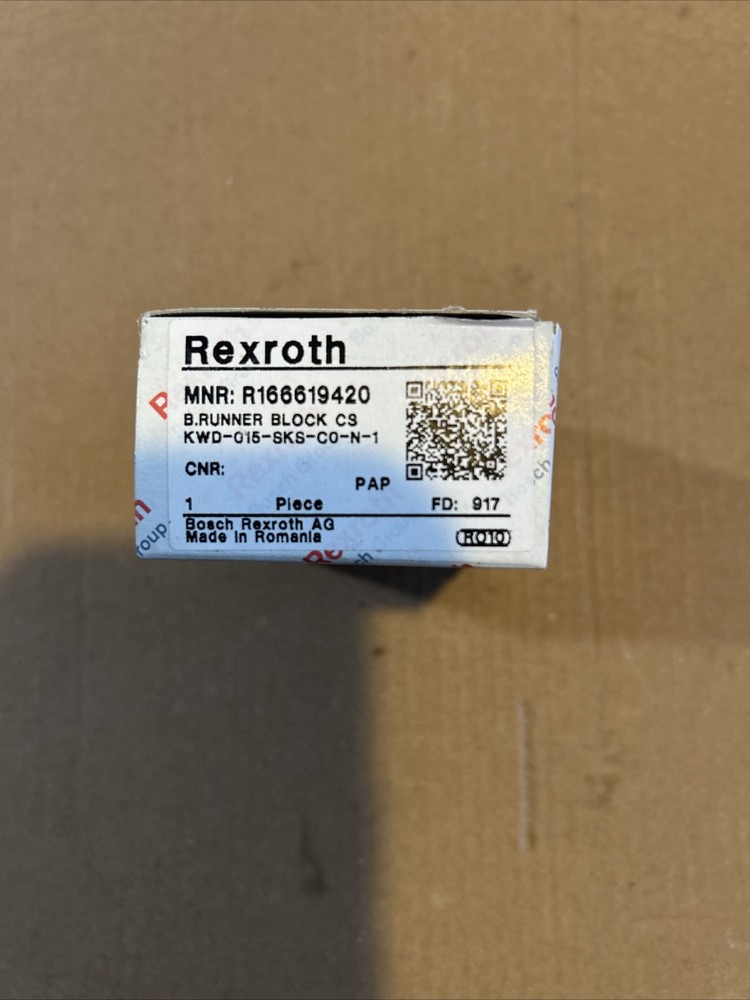 Rexroth
MNR: R166619420
B.RUNNER BLOCK CS
KWD-015-SKS-C0-N-1
CNR:
PAP
1 Piece FD: 917
Bosch Rexroth AG
Made in Romania
RO10